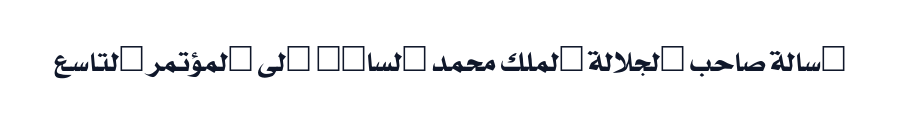 □سالة صاحب □لجلالة □لملك محمد □لسا□□ □لى □لمؤتمر □لتاسع